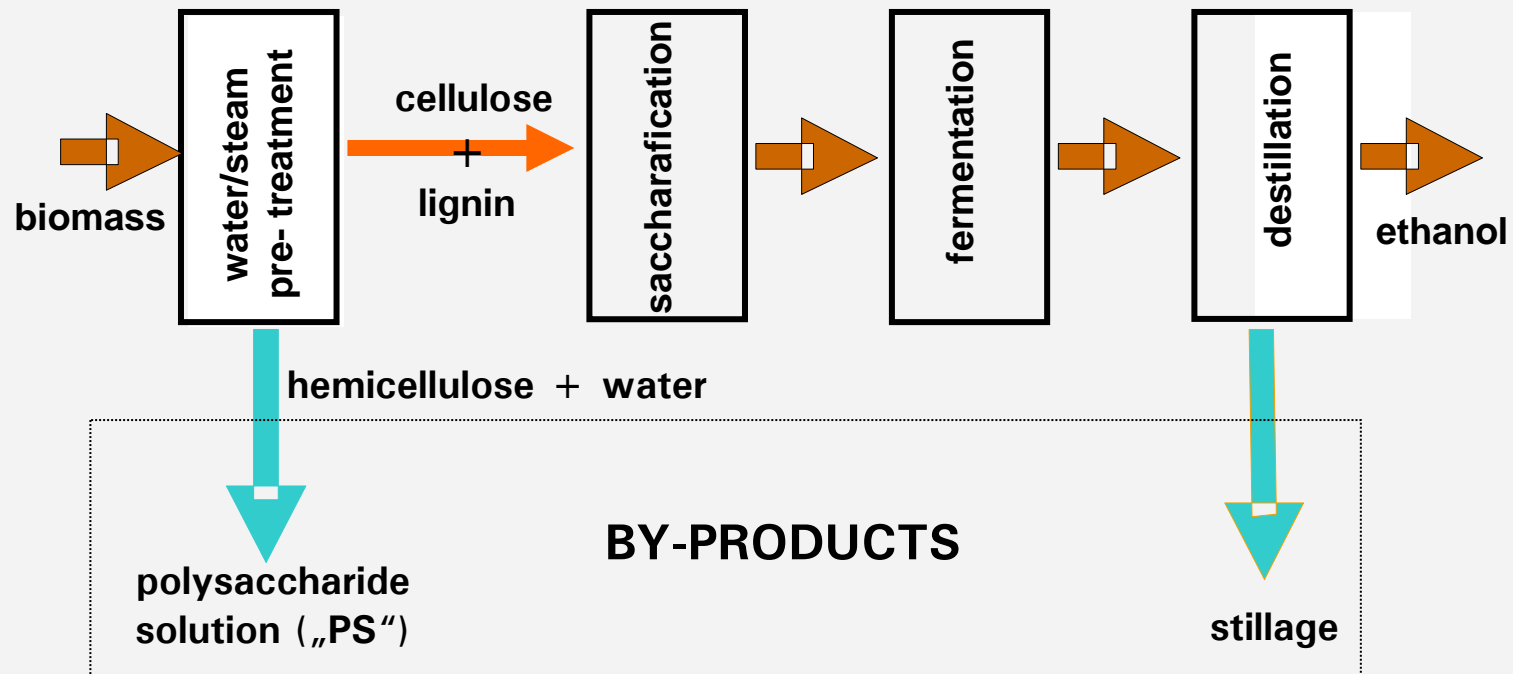 biomass
water/steam
pre- treatment
cellulose
+
lignin
saccharafication
fermentation
destillation
ethanol
hemicellulose + water
BY-PRODUCTS
polysaccharide
solution („PS“)
stillage